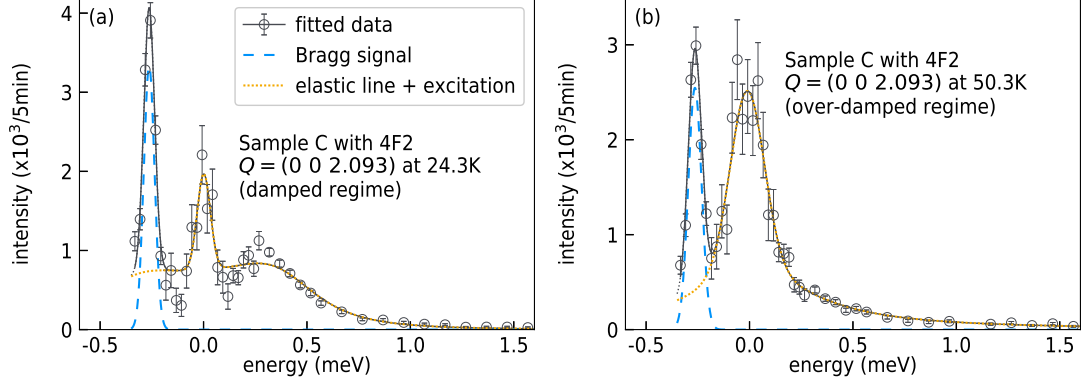 (a)
fitted data
Bragg signal
elastic line + excitation
Sample C with 4F2
Q = (0 0 2.093) at 24.3K
(damped regime)
intensity (x10³/5min)
4
3
2
1
0
-0.5
0.0
0.5
1.0
1.5
energy (meV)
(b)
Sample C with 4F2
Q = (0 0 2.093) at 50.3K
(over-damped regime)
intensity (x10³/5min)
3
2
1
0
-0.5
0.0
0.5
1.0
1.5
energy (meV)